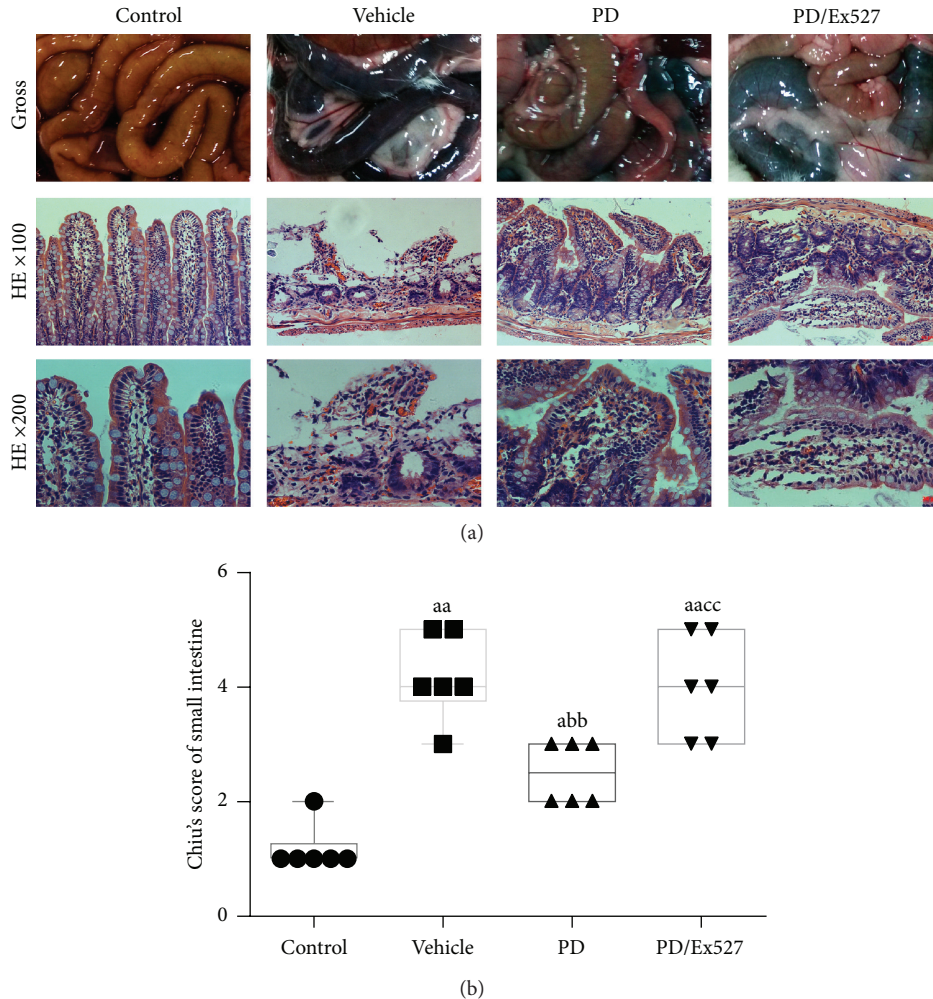 Control
Vehicle
PD
PD/Ex527
Gross
HE ×100
HE ×200
(a)
Chiu's score of small intestine
6
4
2
0
aa
abb
aacc
Control
Vehicle
PD
PD/Ex527
(b)